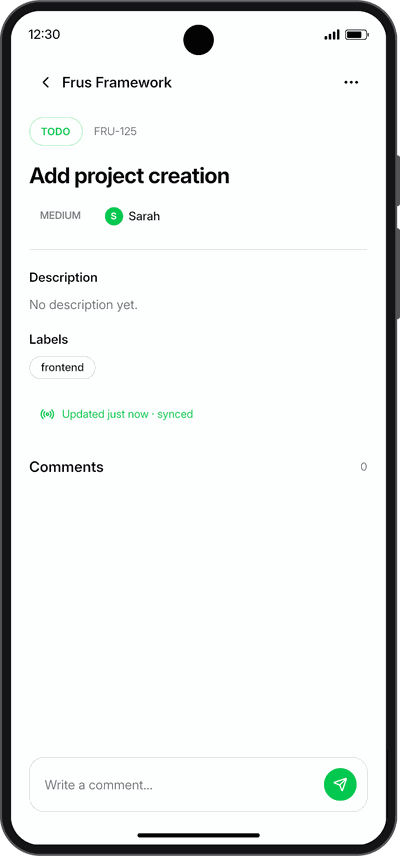 12:30
Frus Framework
TODO FRU-125
Add project creation
MEDIUM S Sarah
Description
No description yet.
Labels
frontend
Updated just now · synced
Comments 0
Write a comment...